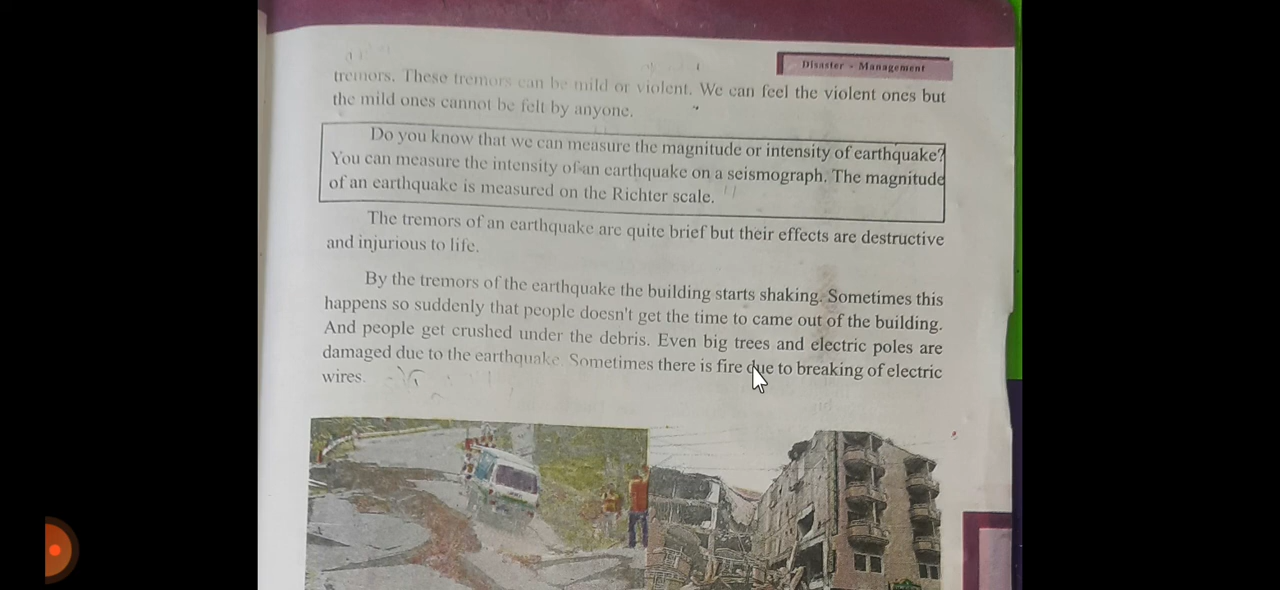 Disaster - Management
tremors. These tremors can be mild or violent. We can feel the violent ones but
the mild ones cannot be felt by anyone.
Do you know that we can measure the magnitude or intensity of earthquake?
You can measure the intensity of an earthquake on a seismograph. The magnitude
of an earthquake is measured on the Richter scale.
The tremors of an earthquake are quite brief but their effects are destructive
and injurious to life.
By the tremors of the earthquake the building starts shaking. Sometimes this
happens so suddenly that people doesn't get the time to came out of the building.
And people get crushed under the debris. Even big trees and electric poles are
damaged due to the earthquake. Sometimes there is fire due to breaking of electric
wires.